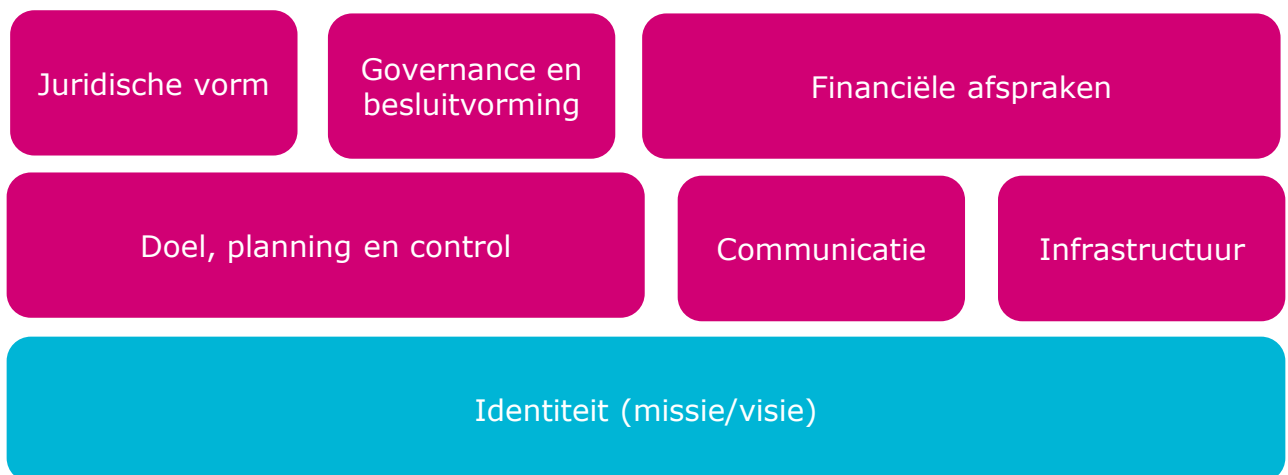 Juridische vorm
Governance en
besluitvorming
Financiële afspraken
Doel, planning en control
Communicatie
Infrastructuur
Identiteit (missie/visie)